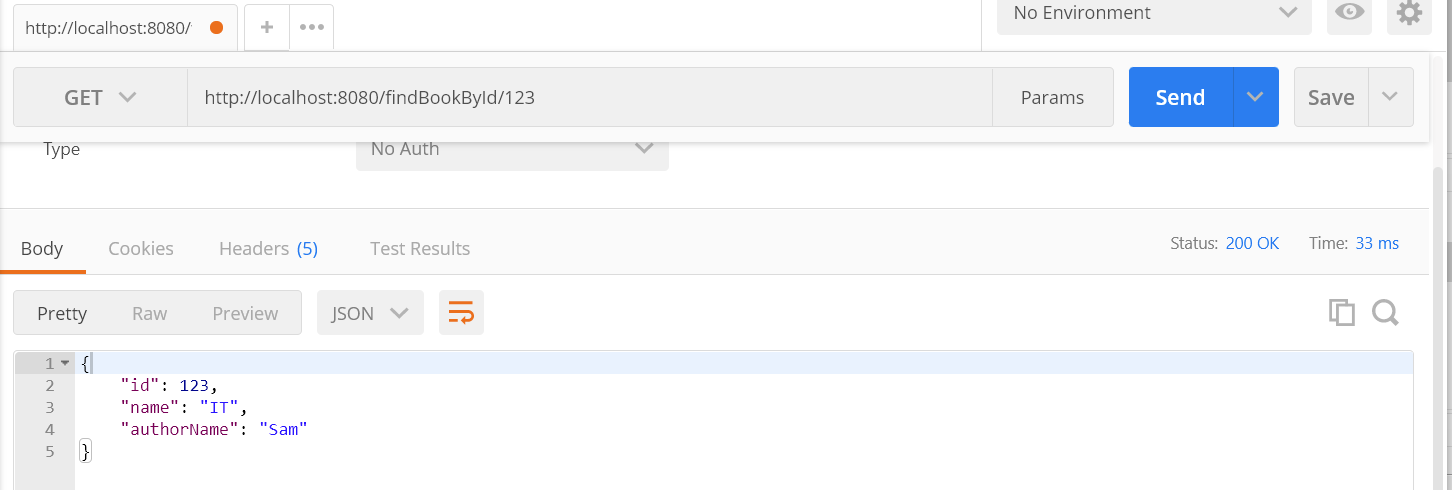 http://localhost:8080/
+ •••
No Environment
GET http://localhost:8080/findBookById/123 Params Send Save
Type No Auth
Body Cookies Headers (5) Test Results Status: 200 OK Time: 33 ms
Pretty Raw Preview JSON
1 {
2 "id": 123,
3 "name": "IT",
4 "authorName": "Sam"
5 }